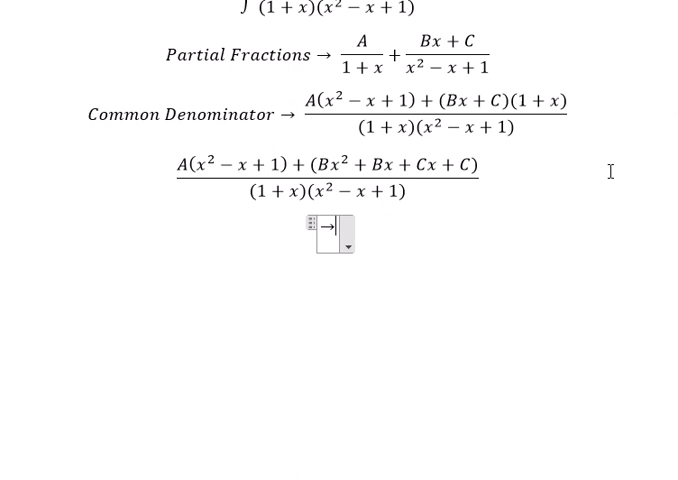 ∫ (1 + x)(x² − x + 1)
Partial Fractions → A/(1 + x) + (Bx + C)/(x² − x + 1)
Common Denominator → (A(x² − x + 1) + (Bx + C)(1 + x))/((1 + x)(x² − x + 1))
(A(x² − x + 1) + (Bx² + Bx + Cx + C))/((1 + x)(x² − x + 1))
→